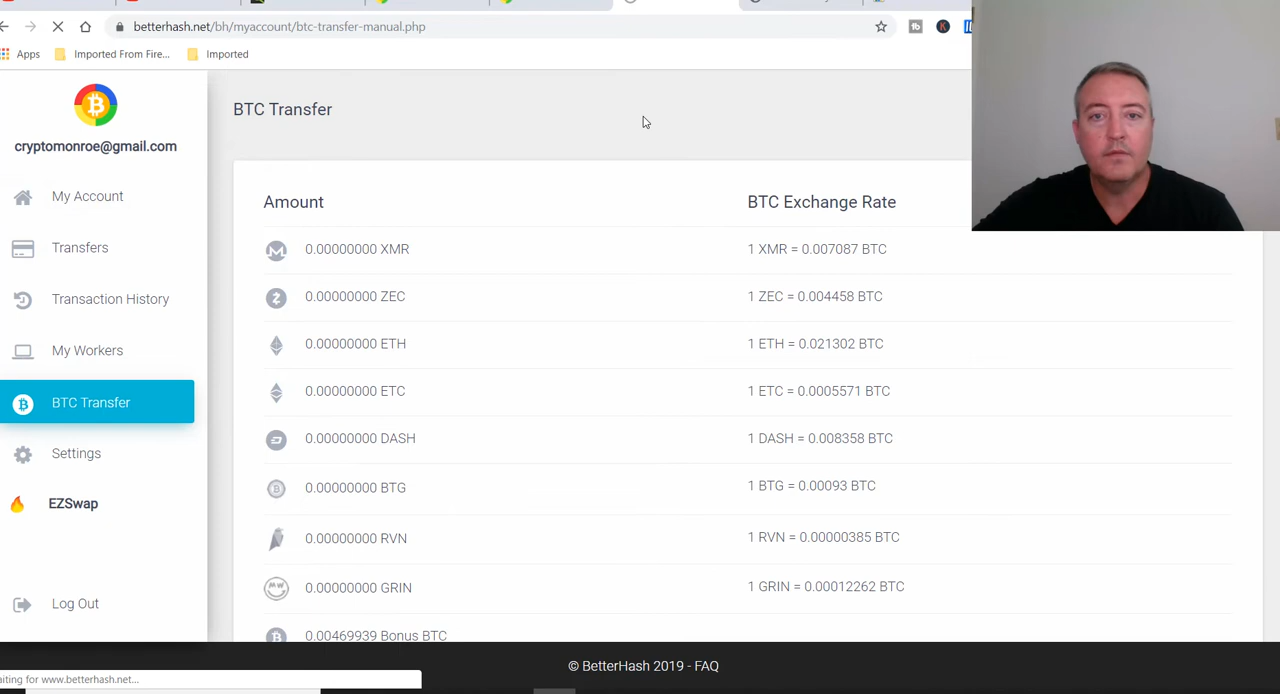 betterhash.net/bh/myaccount/btc-transfer-manual.php
Apps
Imported From Fire...
Imported
cryptomonroe@gmail.com
My Account
Transfers
Transaction History
My Workers
BTC Transfer
Settings
EZSwap
Log Out
BTC Transfer
Amount BTC Exchange Rate
0.00000000 XMR 1 XMR = 0.007087 BTC
0.00000000 ZEC 1 ZEC = 0.004458 BTC
0.00000000 ETH 1 ETH = 0.021302 BTC
0.00000000 ETC 1 ETC = 0.0005571 BTC
0.00000000 DASH 1 DASH = 0.008358 BTC
0.00000000 BTG 1 BTG = 0.00093 BTC
0.00000000 RVN 1 RVN = 0.00000385 BTC
0.00000000 GRIN 1 GRIN = 0.00012262 BTC
0.00469939 Bonus BTC
© BetterHash 2019 - FAQ
aiting for www.betterhash.net...